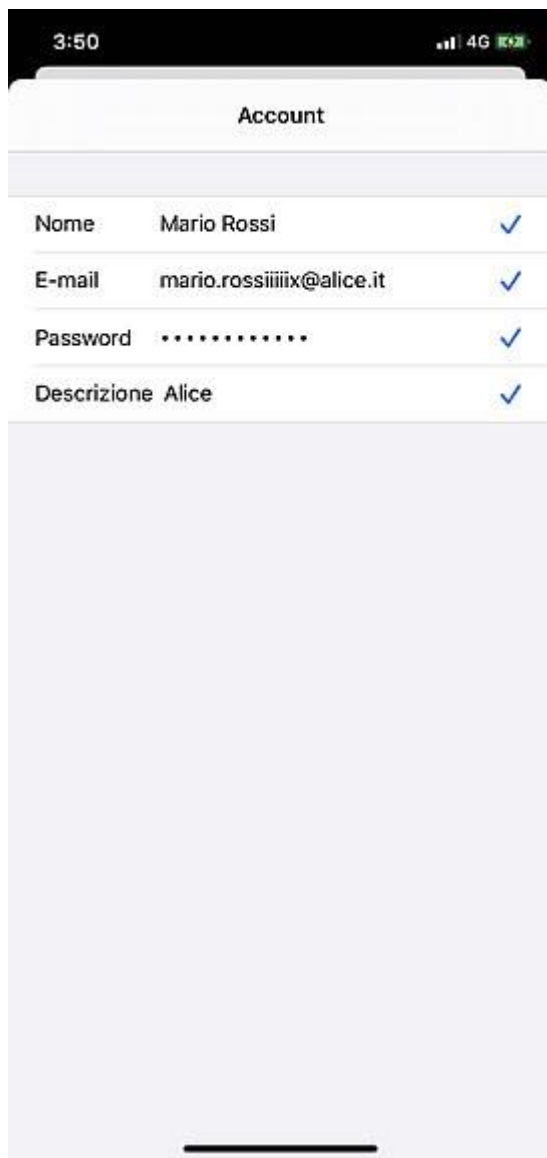 3:50 4G
Account
Nome Mario Rossi
E-mail mario.rossiiiiix@alice.it
Password ••••••••••••
Descrizione Alice